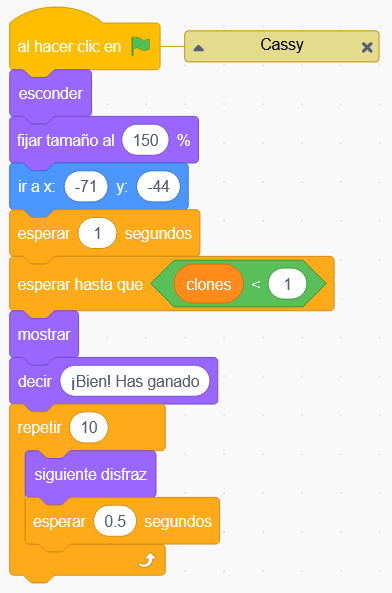 al hacer clic en
Cassy
esconder
fijar tamaño al 150 %
ir a x: -71 y: -44
esperar 1 segundos
esperar hasta que clones < 1
mostrar
decir ¡Bien! Has ganado
repetir 10
siguiente disfraz
esperar 0.5 segundos